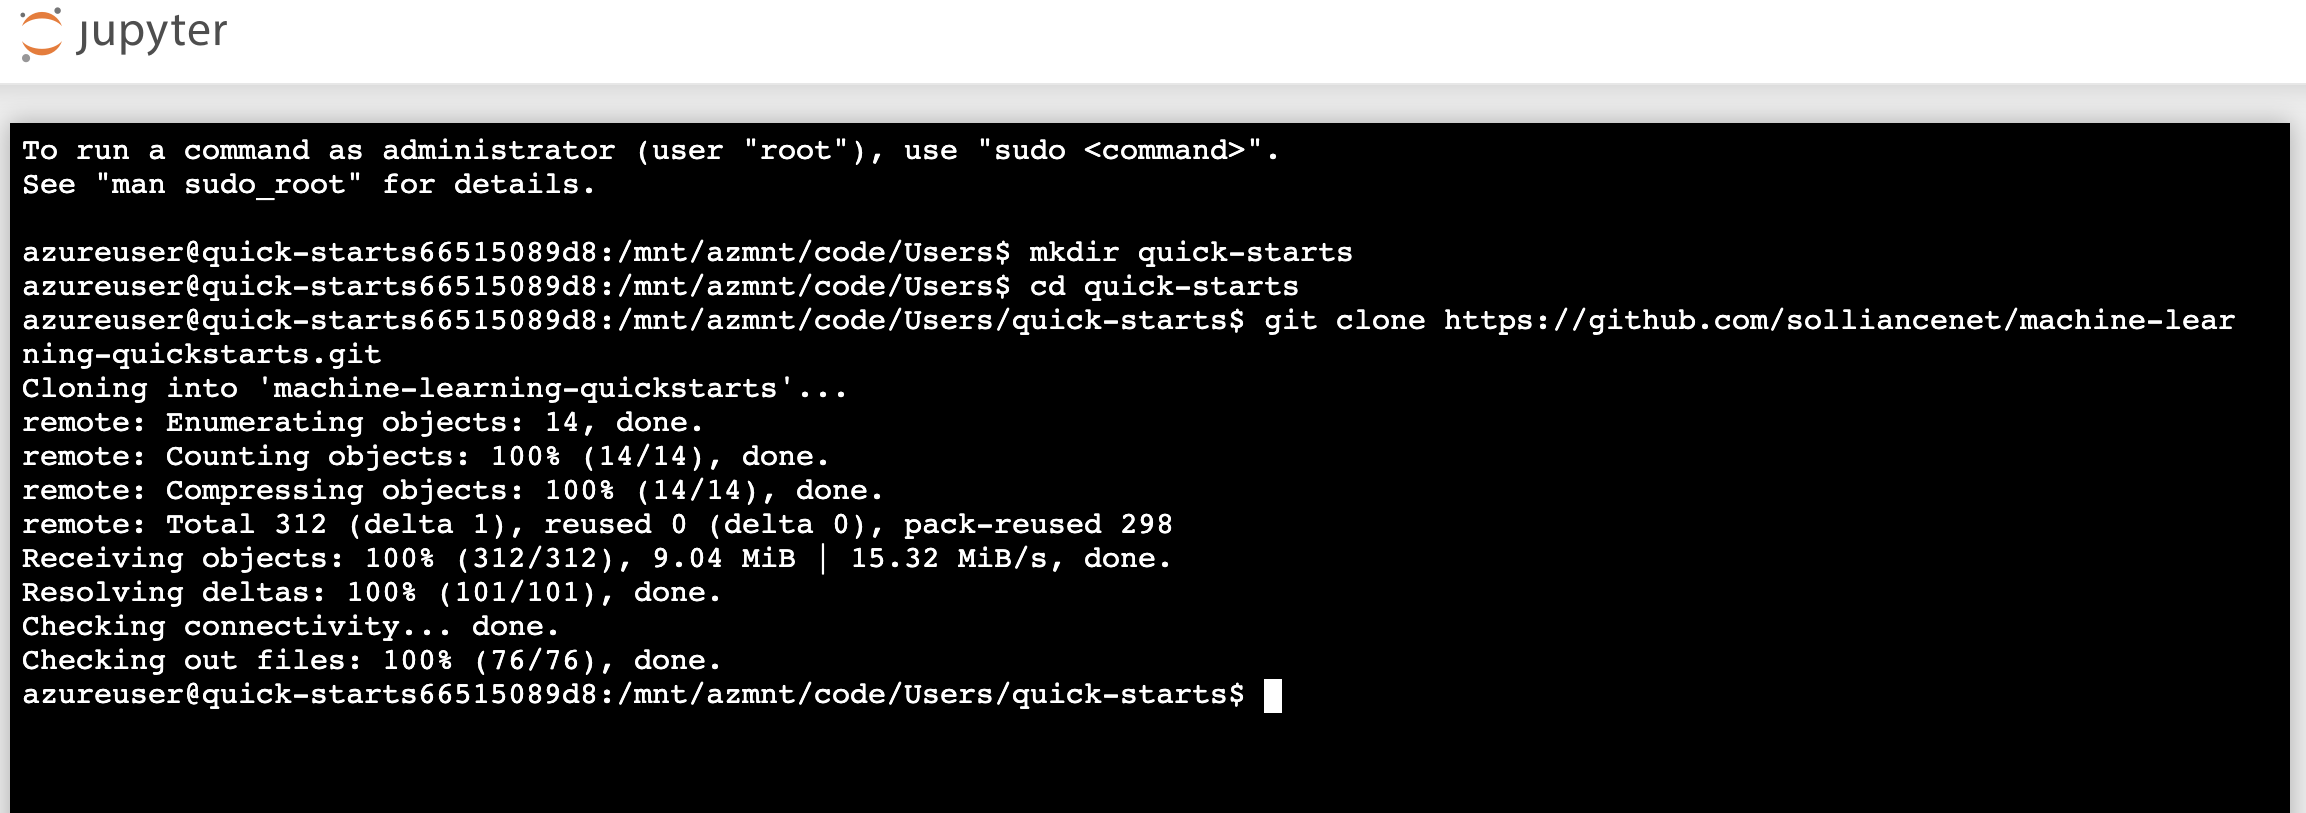 jupyter
To run a command as administrator (user "root"), use "sudo <command>".
See "man sudo_root" for details.
azureuser@quick-starts66515089d8:/mnt/azmnt/code/Users$ mkdir quick-starts
azureuser@quick-starts66515089d8:/mnt/azmnt/code/Users$ cd quick-starts
azureuser@quick-starts66515089d8:/mnt/azmnt/code/Users/quick-starts$ git clone https://github.com/solliancenet/machine-lear
ning-quickstarts.git
Cloning into 'machine-learning-quickstarts'...
remote: Enumerating objects: 14, done.
remote: Counting objects: 100% (14/14), done.
remote: Compressing objects: 100% (14/14), done.
remote: Total 312 (delta 1), reused 0 (delta 0), pack-reused 298
Receiving objects: 100% (312/312), 9.04 MiB | 15.32 MiB/s, done.
Resolving deltas: 100% (101/101), done.
Checking connectivity... done.
Checking out files: 100% (76/76), done.
azureuser@quick-starts66515089d8:/mnt/azmnt/code/Users/quick-starts$